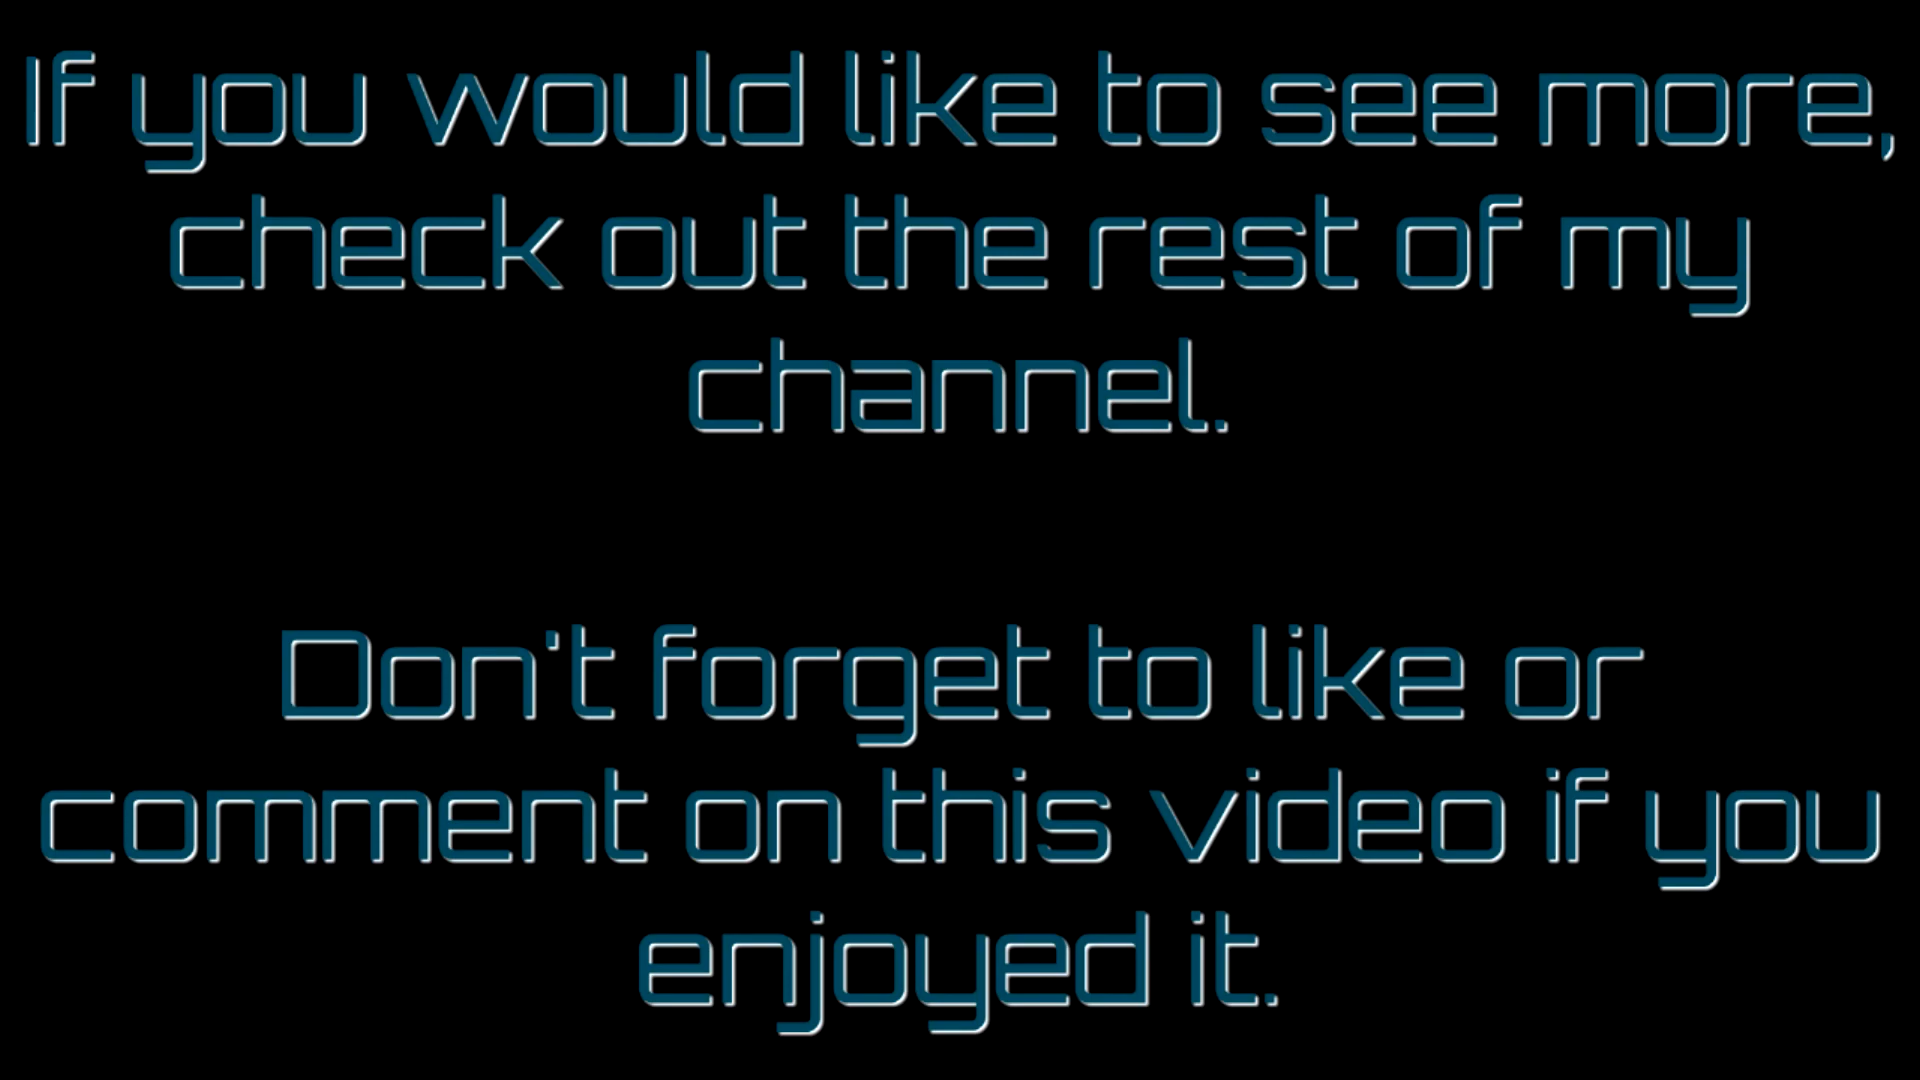 If you would like to see more,
check out the rest of my
channel.
Don't forget to like or
comment on this video if you
enjoyed it.